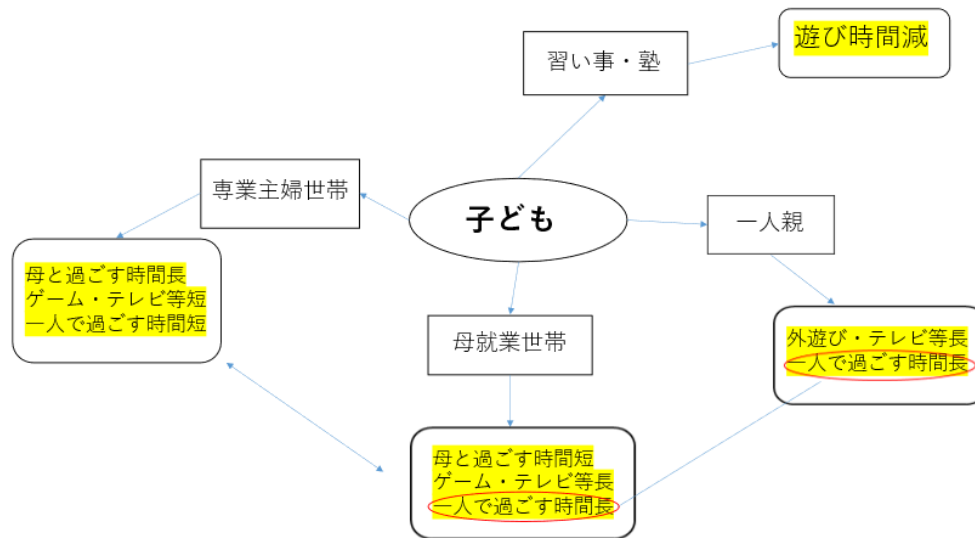 遊び時間減
習い事・塾
専業主婦世帯
子ども
一人親
母と過ごす時間長
ゲーム・テレビ等短
一人で過ごす時間短
母就業世帯
外遊び・テレビ等長
一人で過ごす時間長
母と過ごす時間短
ゲーム・テレビ等長
一人で過ごす時間長